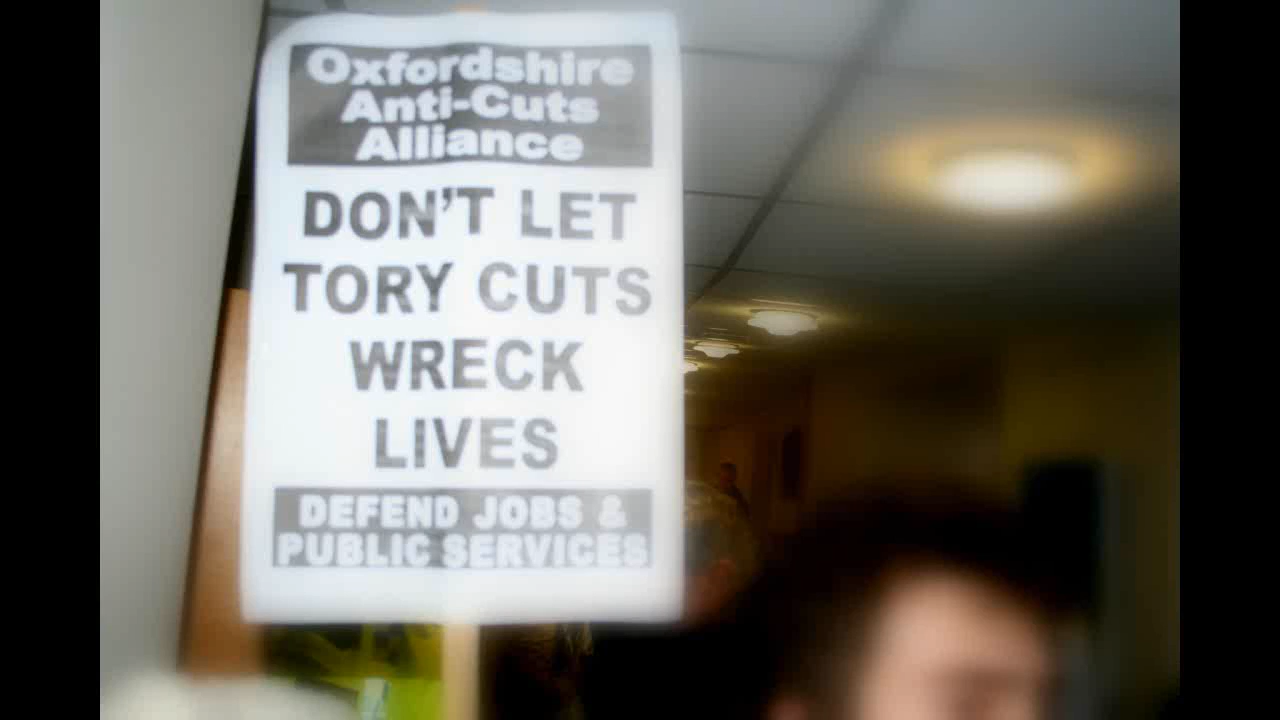 Oxfordshire
Anti-Cuts
Alliance
DON'T LET
TORY CUTS
WRECK
LIVES
DEFEND JOBS &
PUBLIC SERVICES